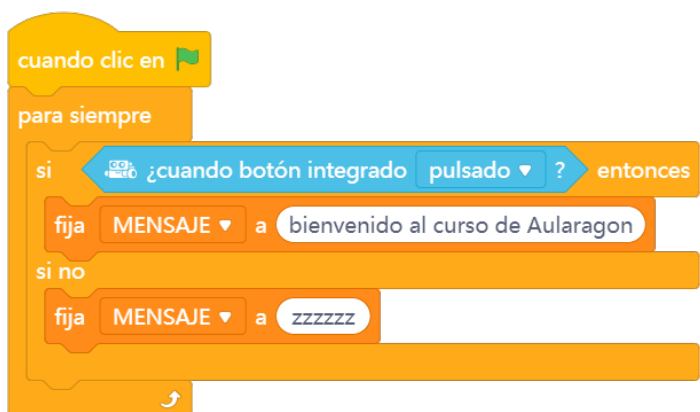 cuando clic en
para siempre
si ¿cuando botón integrado pulsado ? entonces
fija MENSAJE a bienvenido al curso de Aularagon
si no
fija MENSAJE a zzzzzz